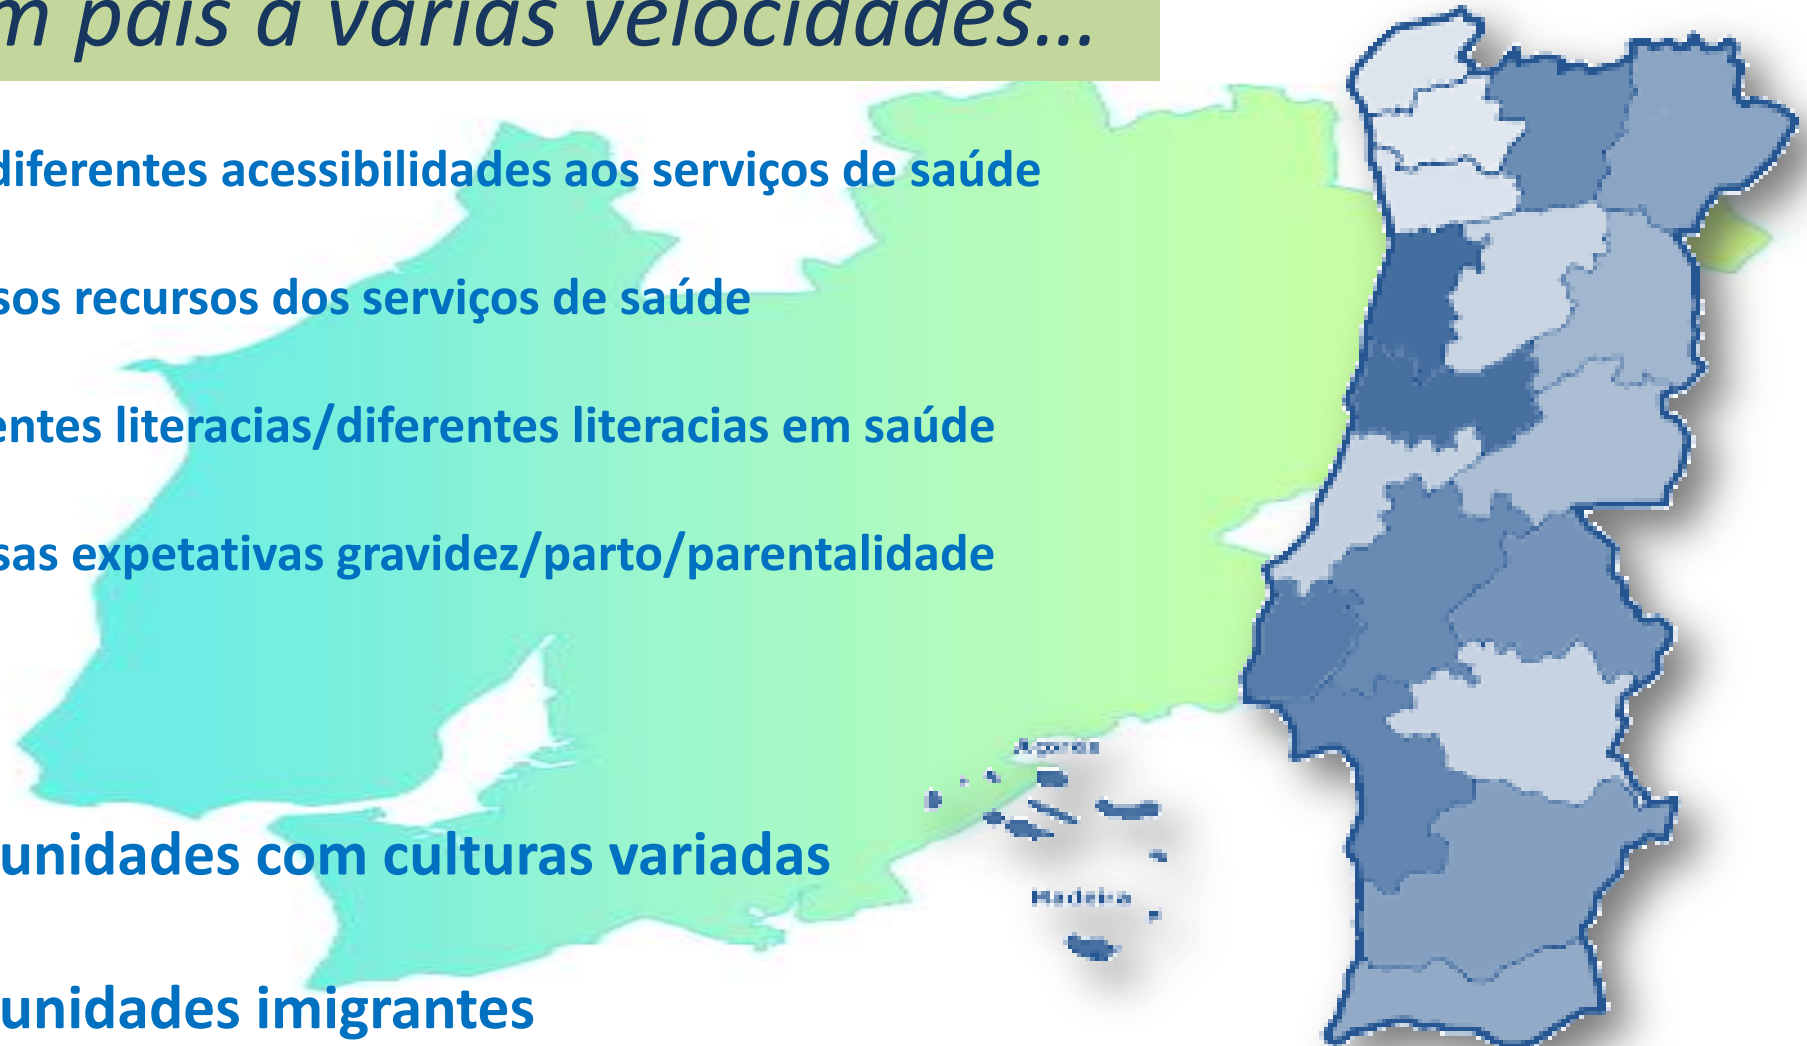 m país a várias velocidades...
diferentes acessibilidades aos serviços de saúde
sos recursos dos serviços de saúde
entes literacias/diferentes literacias em saúde
sas expetativas gravidez/parto/parentalidade
Açores
unidades com culturas variadas
Madeira
unidades imigrantes